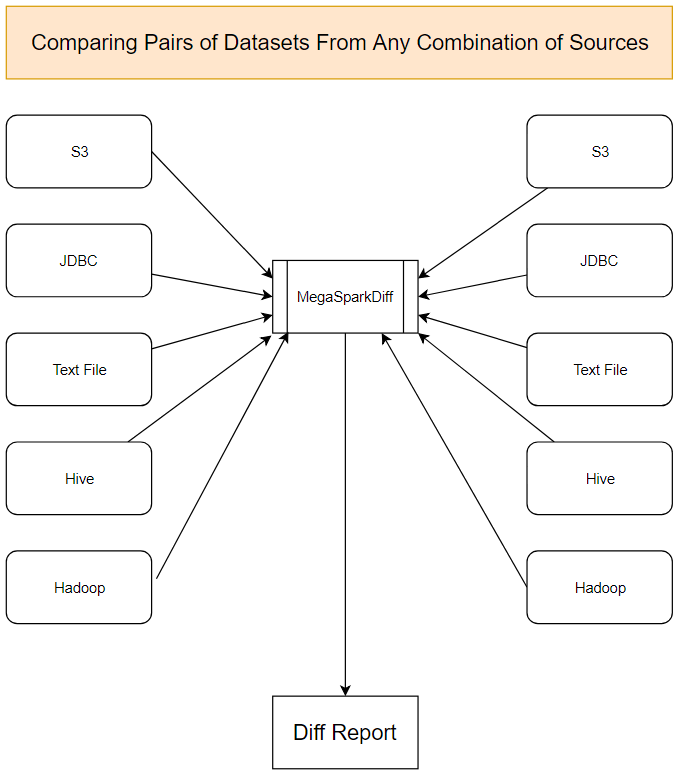 Comparing Pairs of Datasets From Any Combination of Sources
S3
S3
JDBC
JDBC
MegaSparkDiff
Text File
Text File
Hive
Hive
Hadoop
Hadoop
Diff Report